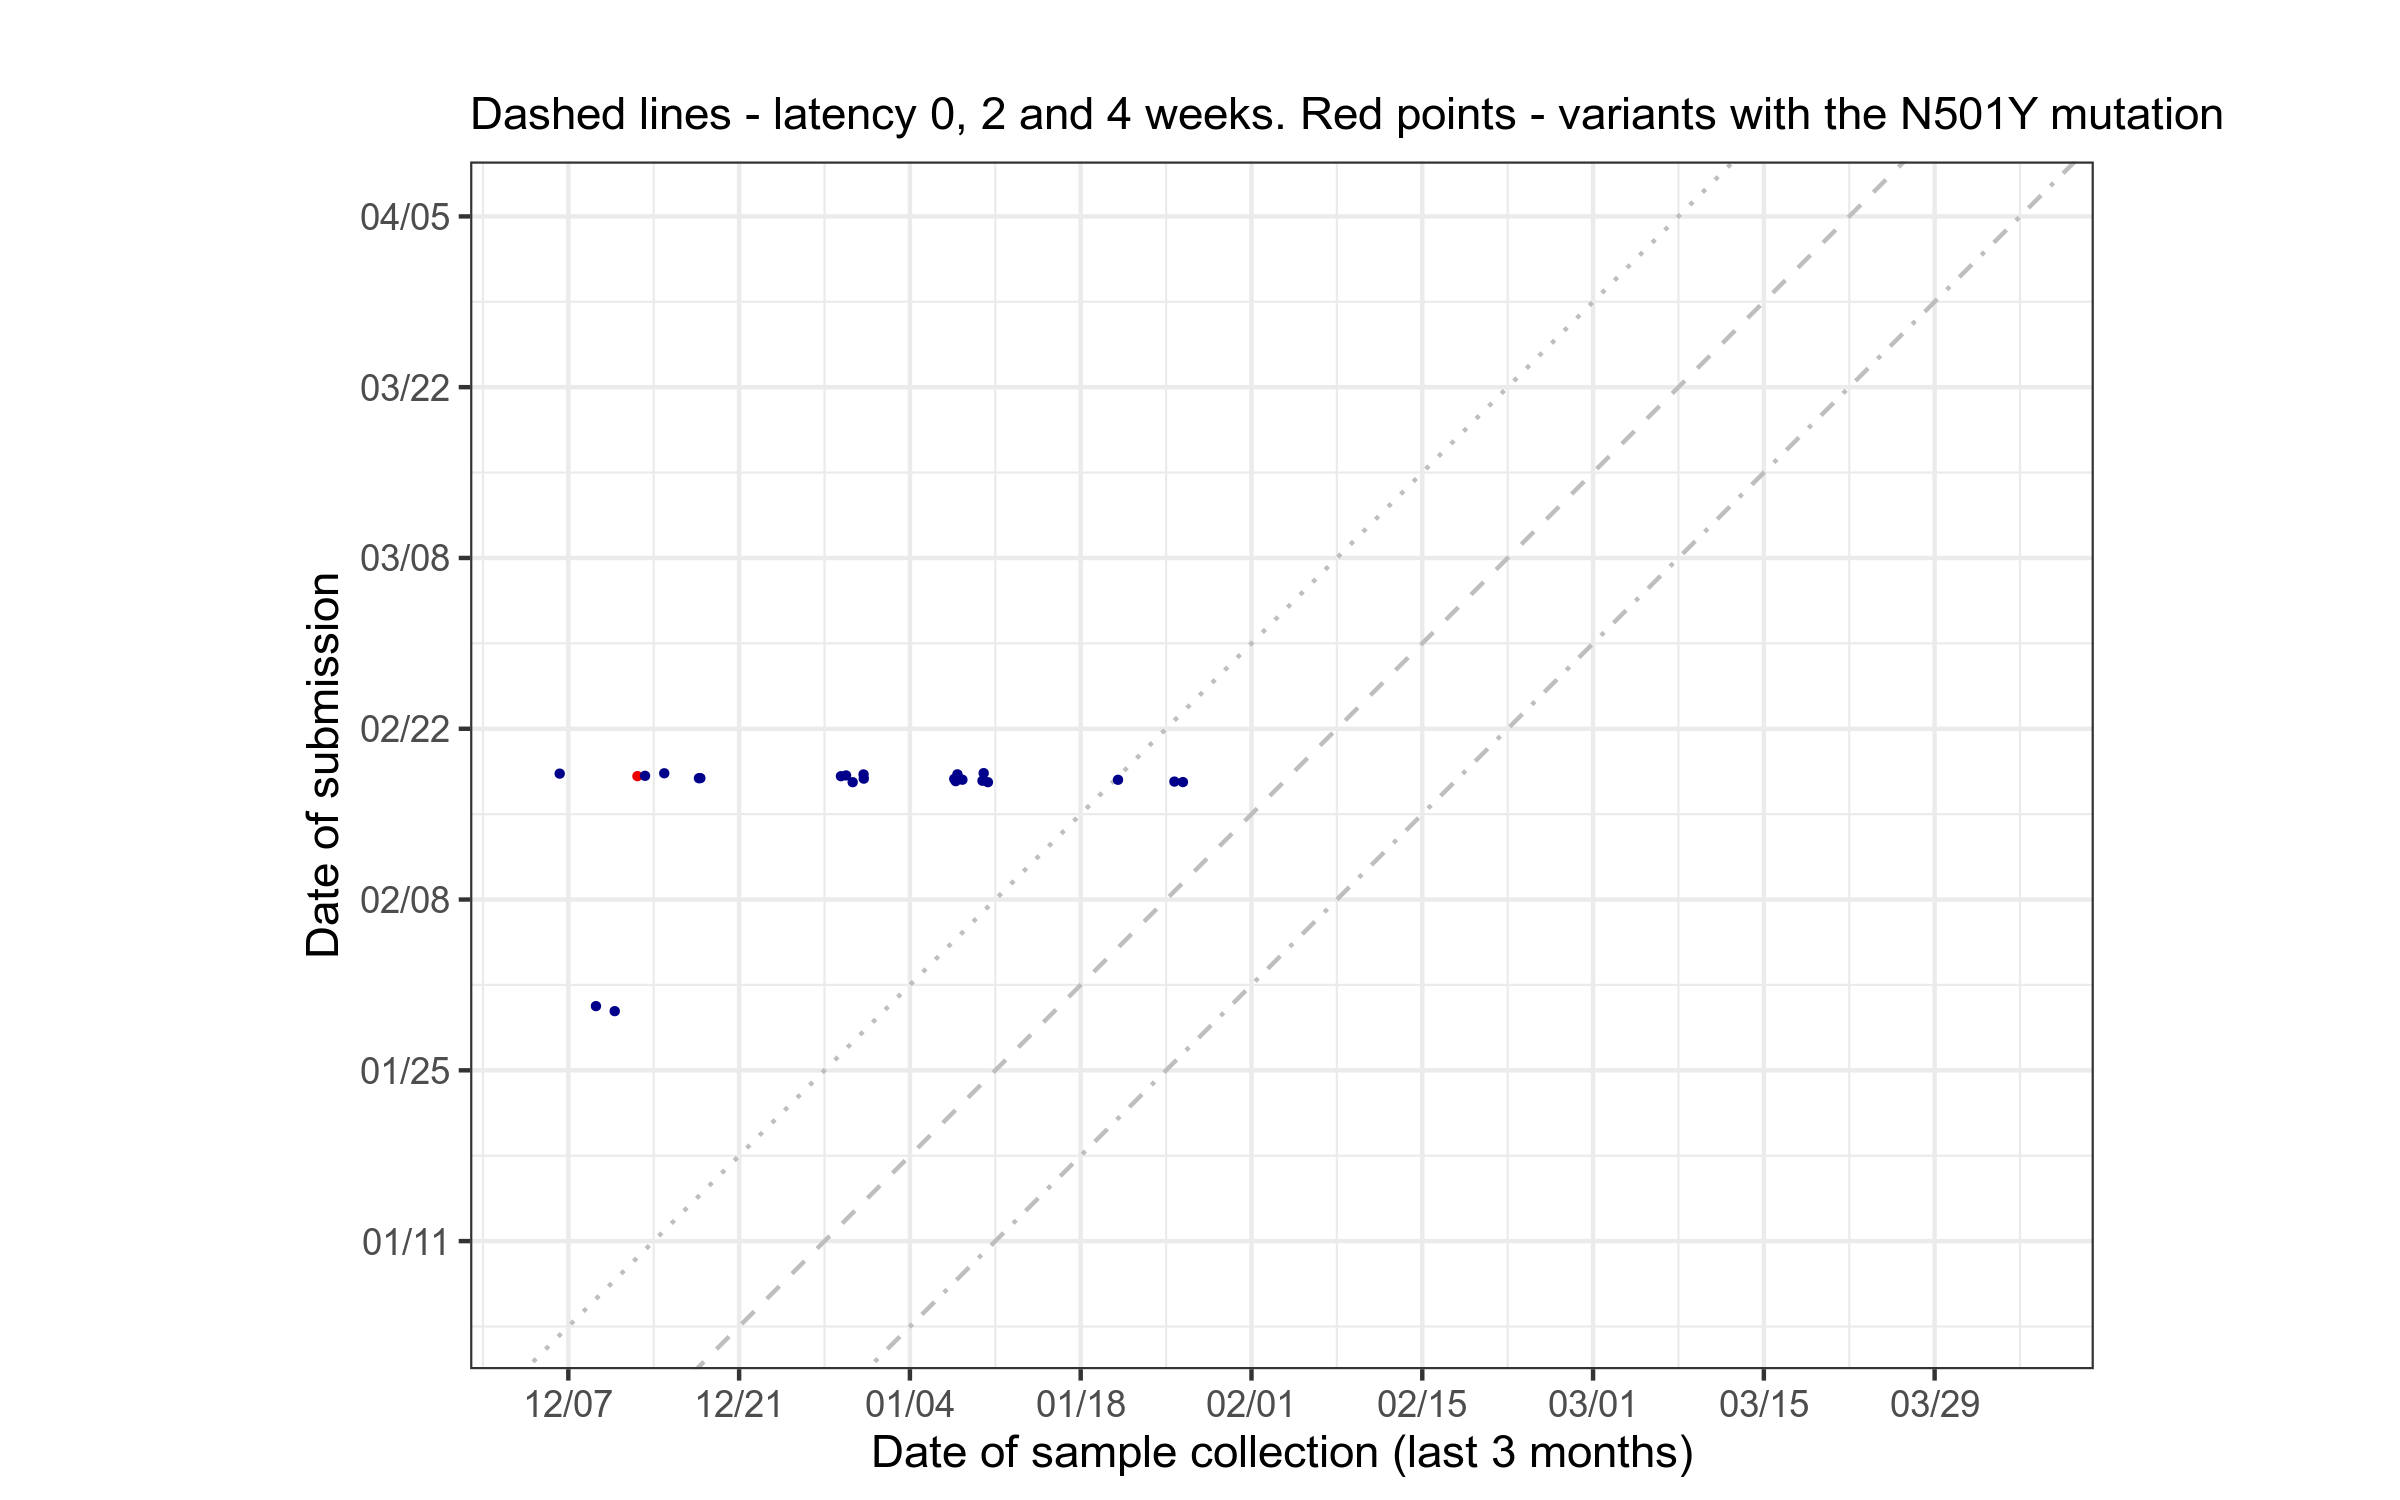 Dashed lines - latency 0, 2 and 4 weeks. Red points - variants with the N501Y mutation
Date of submission
04/05
03/22
03/08
02/22
02/08
01/25
01/11
12/07 12/21 01/04 01/18 02/01 02/15 03/01 03/15 03/29
Date of sample collection (last 3 months)